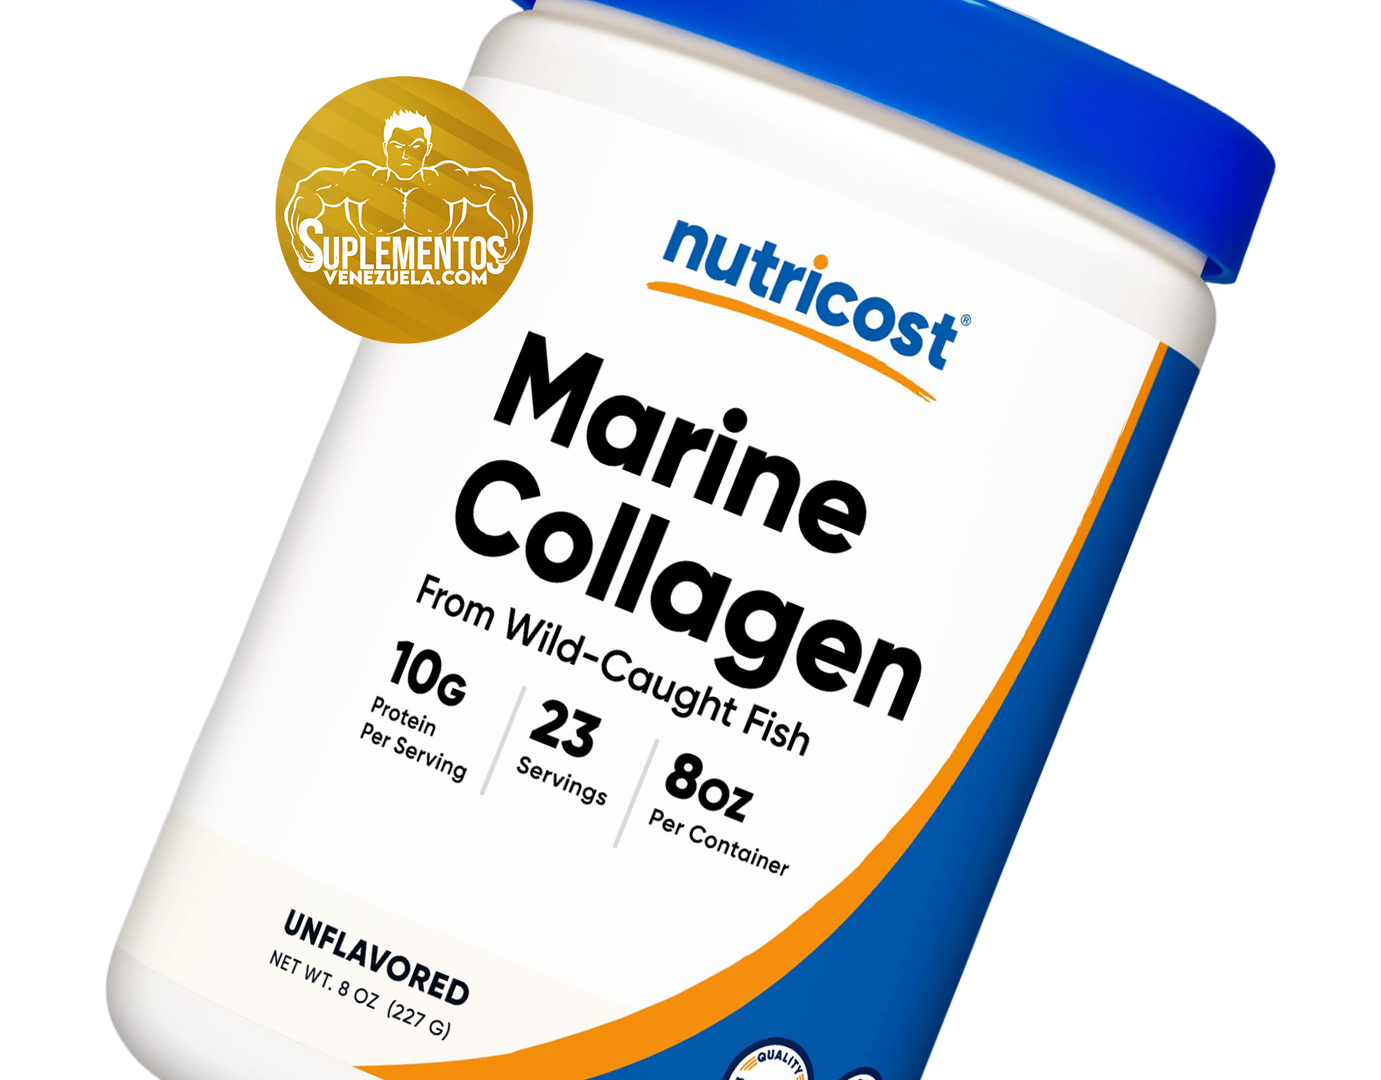 SUPLEMENTOS
VENEZUELA.COM
nutricost®
Marine
Collagen
From Wild-Caught Fish
10G
Protein
Per Serving
23
Servings
8oz
Per Container
UNFLAVORED
NET WT. 8 OZ (227 G)
QUALITY